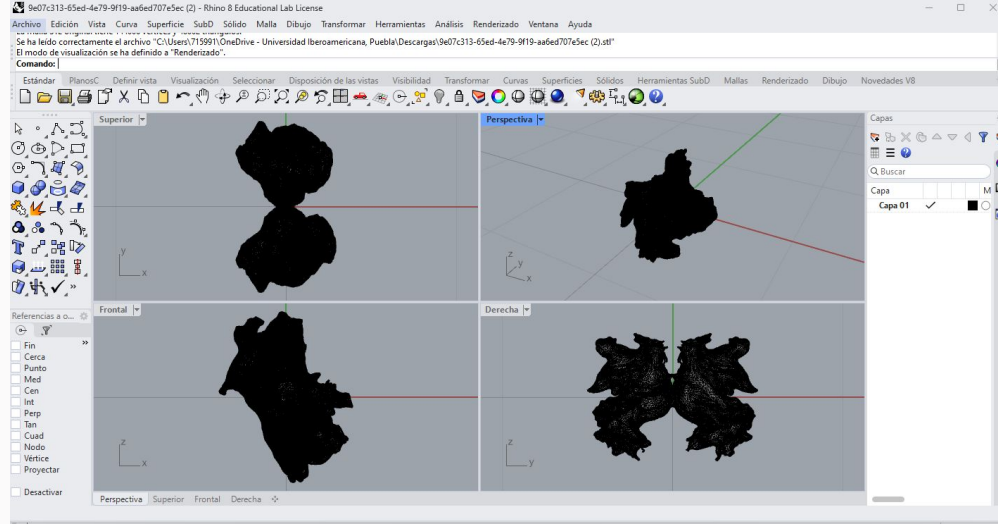 9e07c313-65ed-4e79-9f19-aa6ed707e5ec (2) - Rhino 8 Educational Lab License
Archivo Edición Vista Curva Superficie SubD Sólido Malla Dibujo Transformar Herramientas Análisis Renderizado Ventana Ayuda
Se ha leído correctamente el archivo "C:\Users\715991\OneDrive - Universidad Iberoamericana, Puebla\Descargas\9e07c313-65ed-4e79-9f19-aa6ed707e5ec (2).stl"
El modo de visualización se ha definido a "Renderizado".
Comando:
Estándar PlanosC Definir vista Visualización Seleccionar Disposición de las vistas Visibilidad Transformar Curvas Superficies Sólidos Herramientas SubD Mallas Renderizado Dibujo Novedades V8
Superior
Perspectiva
Capas
Buscar
Capa M
Capa 01
y
x
z
y
x
Frontal
Derecha
Referencias a o...
Fin
Cerca
Punto
Med
Cen
Int
Perp
Tan
Cuad
Nodo
Vértice
Proyectar
Desactivar
z
x
z
y
Perspectiva Superior Frontal Derecha